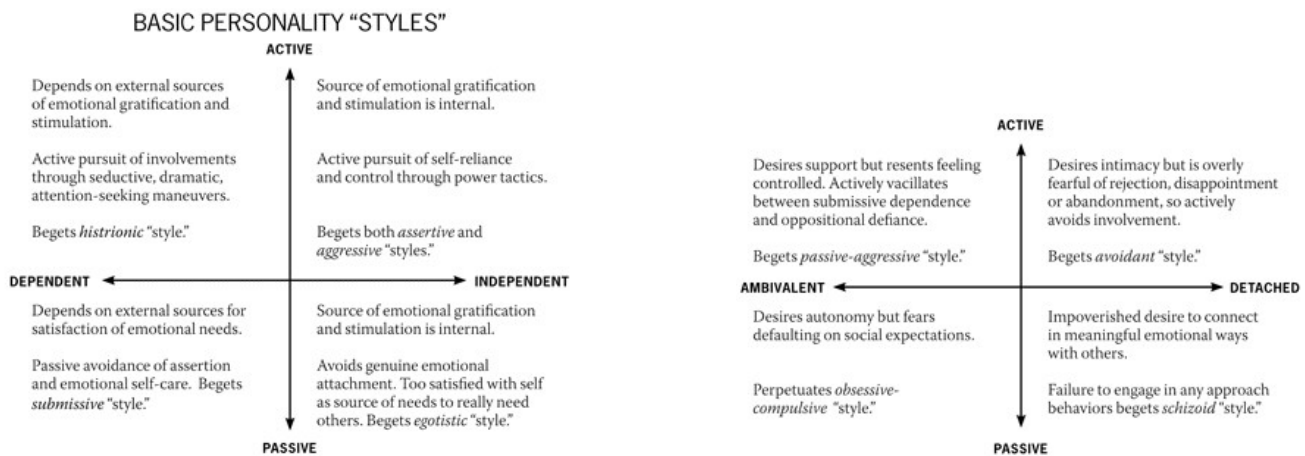 BASIC PERSONALITY “STYLES”
ACTIVE
Depends on external sources
of emotional gratification and
stimulation.
Active pursuit of involvements
through seductive, dramatic,
attention-seeking maneuvers.
Begets histrionic “style.”
Source of emotional gratification
and stimulation is internal.
Active pursuit of self-reliance
and control through power tactics.
Begets both assertive and
aggressive “styles.”
DEPENDENT
INDEPENDENT
Depends on external sources for
satisfaction of emotional needs.
Passive avoidance of assertion
and emotional self-care. Begets
submissive “style.”
Source of emotional gratification
and stimulation is internal.
Avoids genuine emotional
attachment. Too satisfied with self
as source of needs to really need
others. Begets egotistic “style.”
PASSIVE
ACTIVE
Desires support but resents feeling
controlled. Actively vacillates
between submissive dependence
and oppositional defiance.
Begets passive-aggressive “style.”
Desires intimacy but is overly
fearful of rejection, disappointment
or abandonment, so actively
avoids involvement.
Begets avoidant “style.”
AMBIVALENT
DETACHED
Desires autonomy but fears
defaulting on social expectations.
Perpetuates obsessive-
compulsive “style.”
Impoverished desire to connect
in meaningful emotional ways
with others.
Failure to engage in any approach
behaviors begets schizoid “style.”
PASSIVE